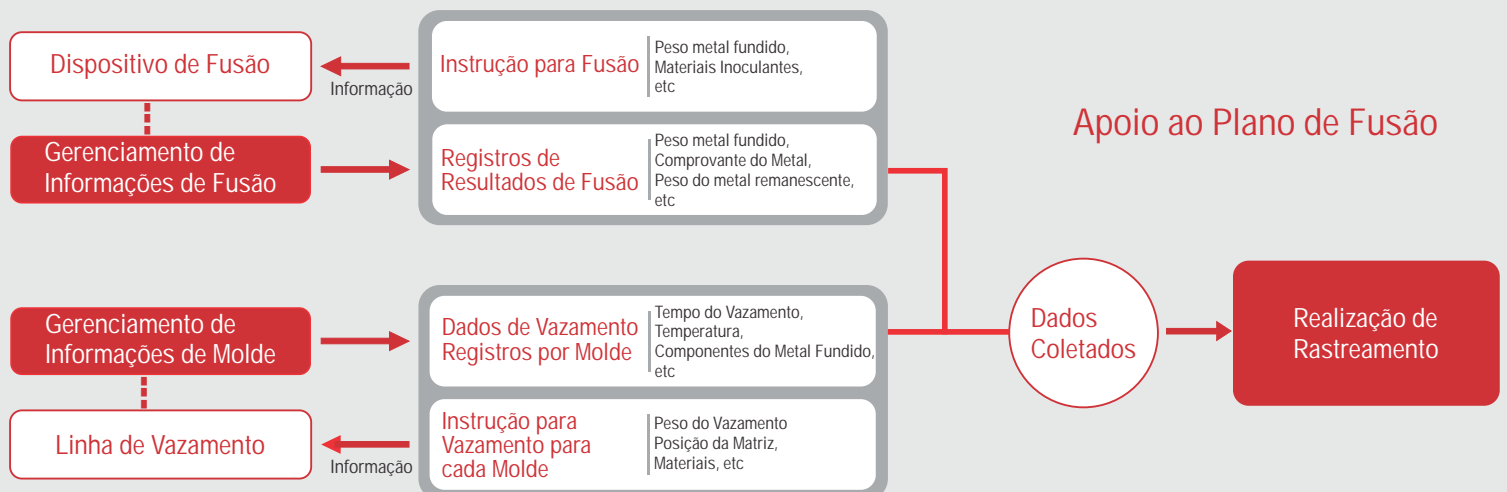 Dispositivo de Fusão
Informação
Instrução para Fusão
Peso metal fundido,
Materiais Inoculantes,
etc
Gerenciamento de
Informações de Fusão
Registros de
Resultados de Fusão
Peso metal fundido,
Comprovante do Metal,
Peso do metal remanescente,
etc
Apoio ao Plano de Fusão
Gerenciamento de
Informações de Molde
Dados de Vazamento
Registros por Molde
Tempo do Vazamento,
Temperatura,
Componentes do Metal Fundido,
etc
Linha de Vazamento
Informação
Instrução para
Vazamento para
cada Molde
Peso do Vazamento
Posição da Matriz,
Materiais, etc
Dados
Coletados
Realização de
Rastreamento